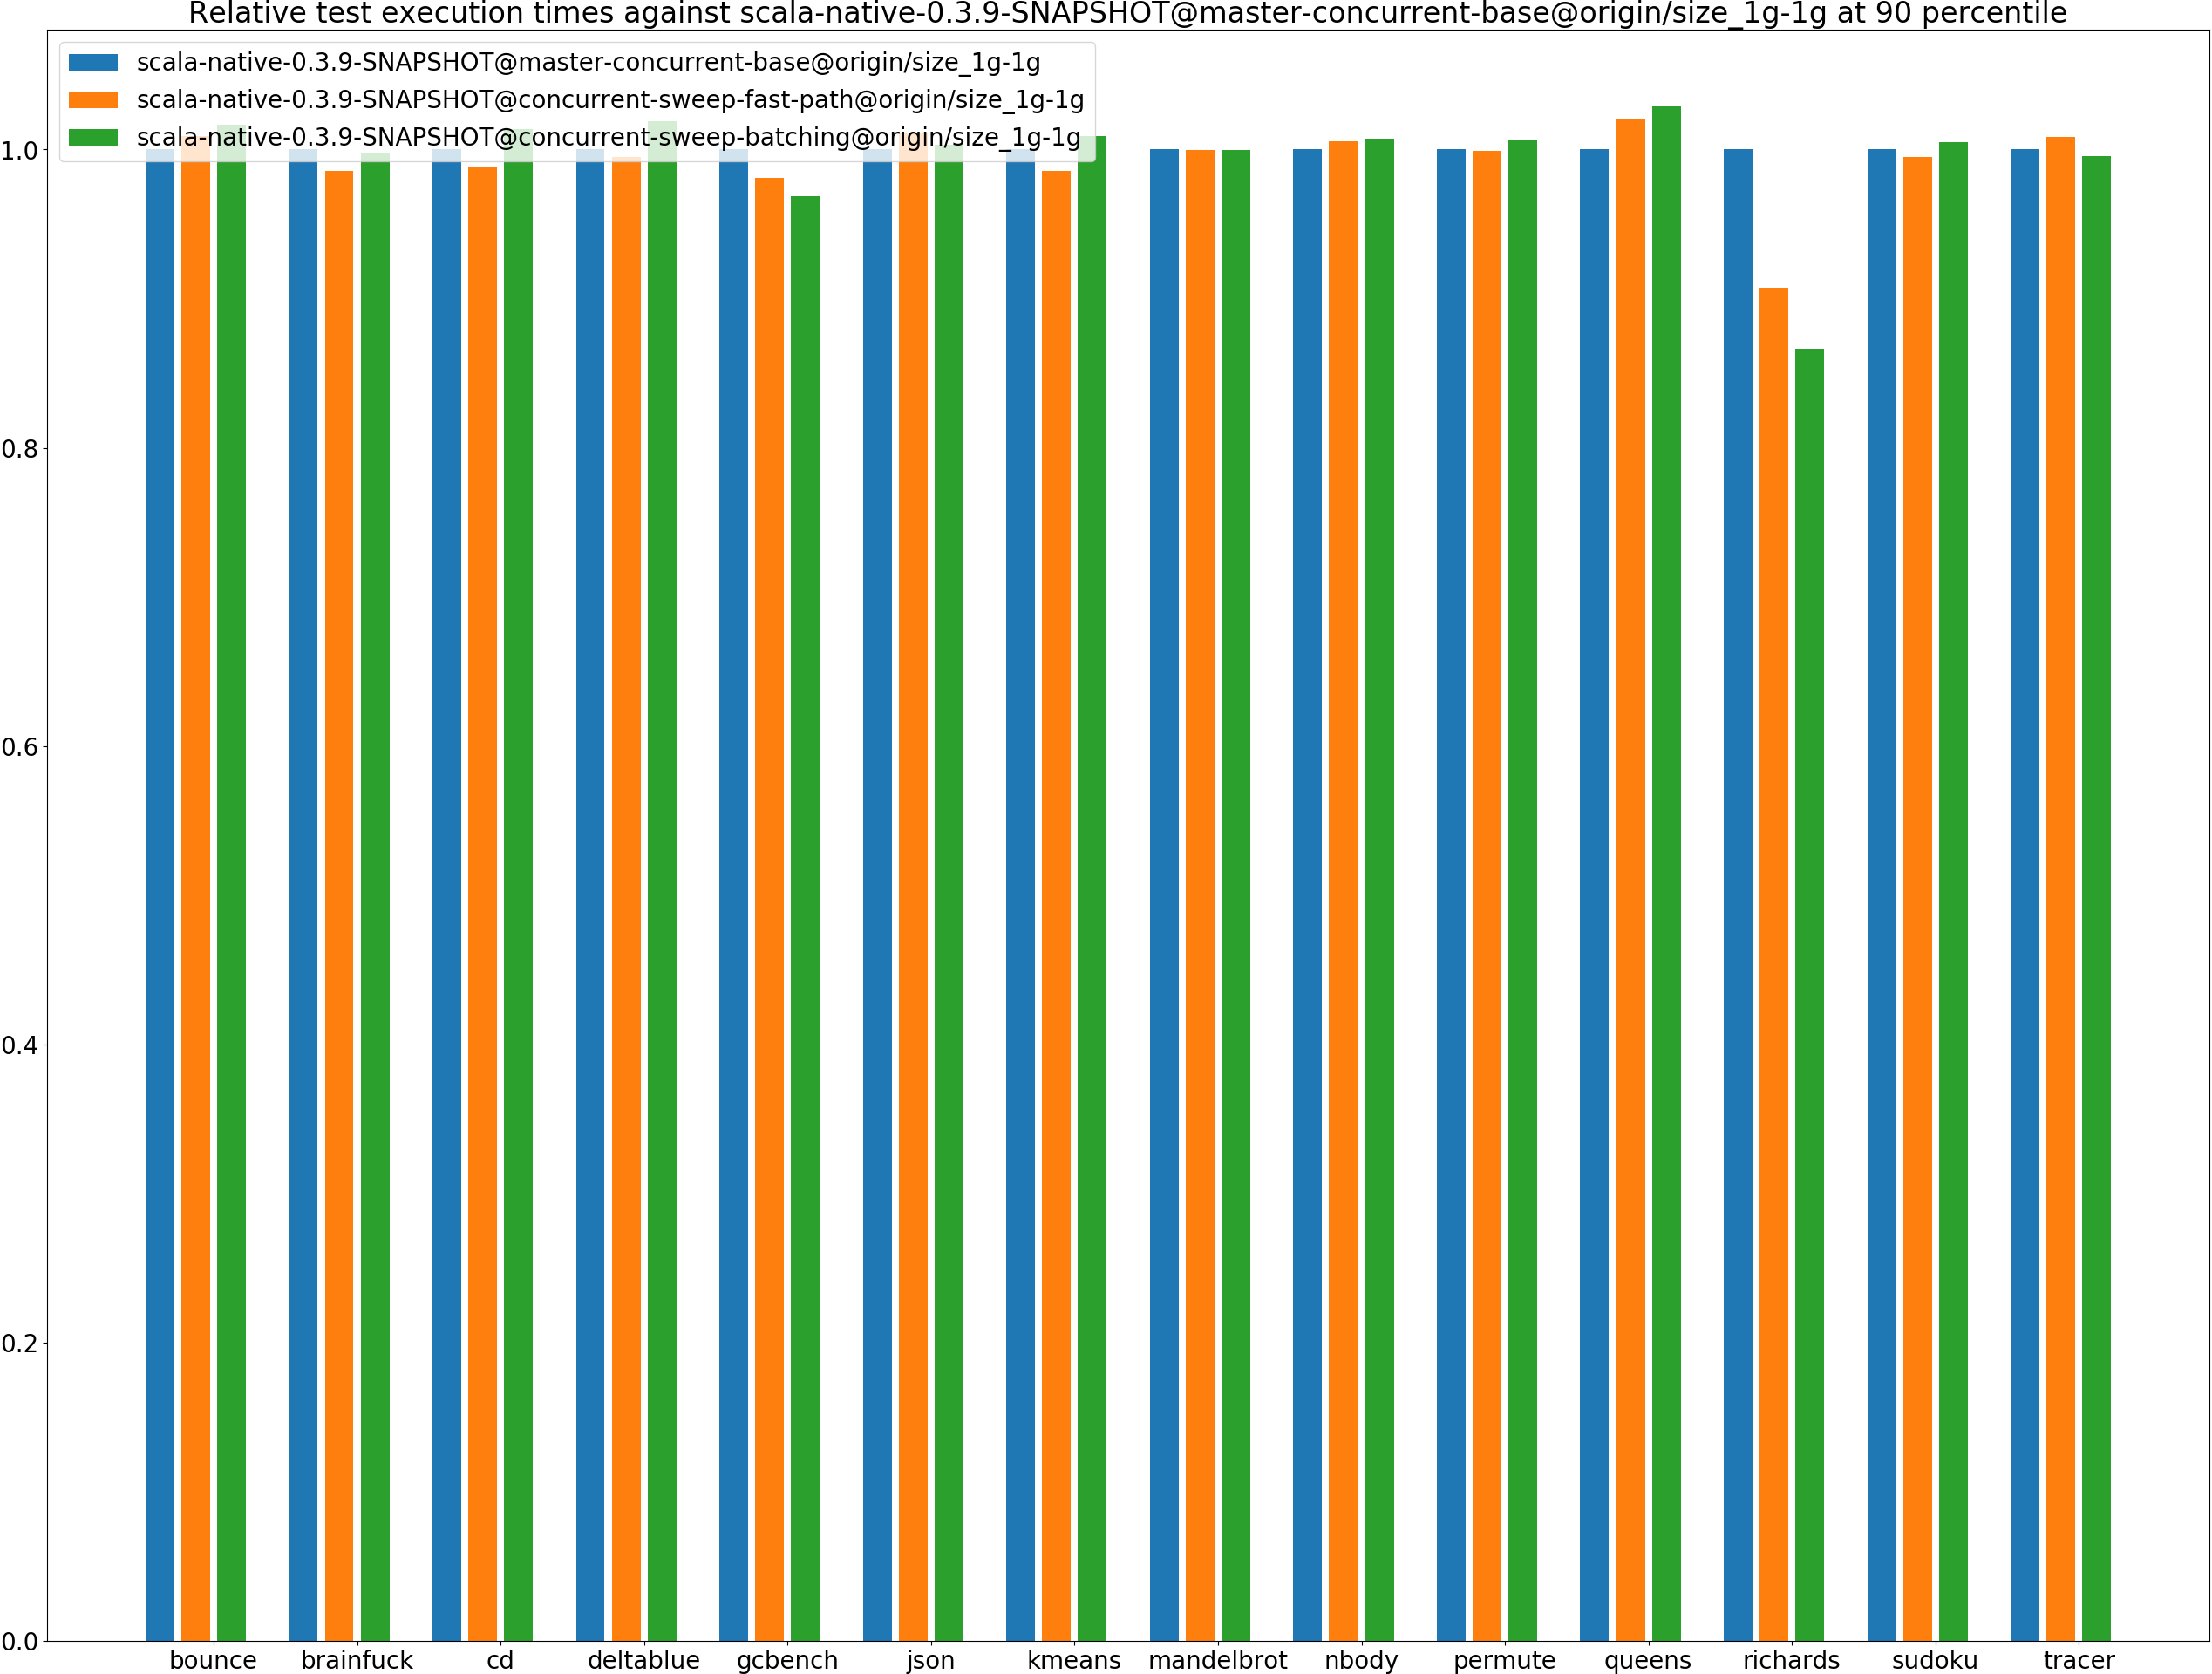 Relative test execution times against scala-native-0.3.9-SNAPSHOT@master-concurrent-base@origin/size_1g-1g at 90 percentile
scala-native-0.3.9-SNAPSHOT@master-concurrent-base@origin/size_1g-1g
scala-native-0.3.9-SNAPSHOT@concurrent-sweep-fast-path@origin/size_1g-1g
scala-native-0.3.9-SNAPSHOT@concurrent-sweep-batching@origin/size_1g-1g
1.0
0.8
0.6
0.4
0.2
0.0
bounce brainfuck cd deltablue gcbench json kmeans mandelbrot nbody permute queens richards sudoku tracer